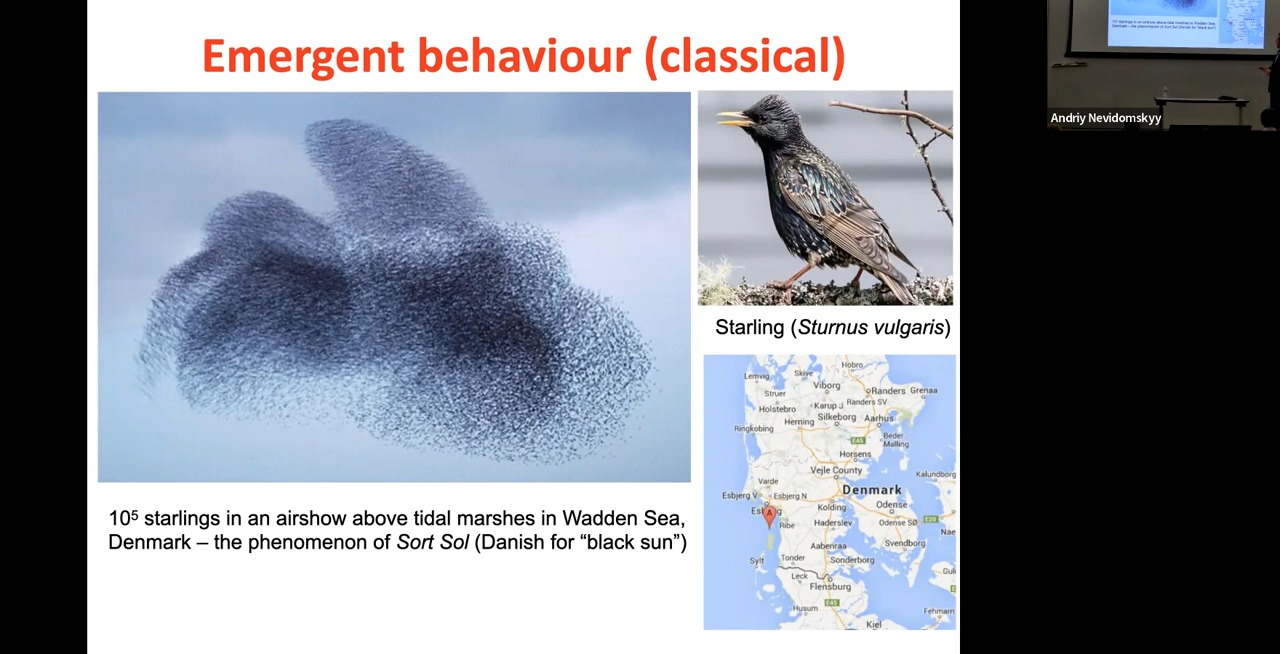 Emergent behaviour (classical)
Starling (Sturnus vulgaris)
10⁵ starlings in an airshow above tidal marshes in Wadden Sea,
Denmark – the phenomenon of Sort Sol (Danish for “black sun”)
Hobro
Lemvig
Skive
Viborg
Randers
Grenaa
Struer
Karup J
Randers SV
Holstebro
Silkeborg
Aarhus
Herning
Ringkobing
E45
Beder
Malling
Horsens
Vejle County
Kalundborg
Varde
Denmark
Esbjerg V
Esbjerg N
Kolding
Odense
A
Ribe
Haderslev
Odense SØ
E20
Aabenraa
Svendborg
Sylt
Tonder
Sonderborg
Leck
Flensburg
E45
Husum
Fehmarn
Kiel
Andriy Nevidomskyy